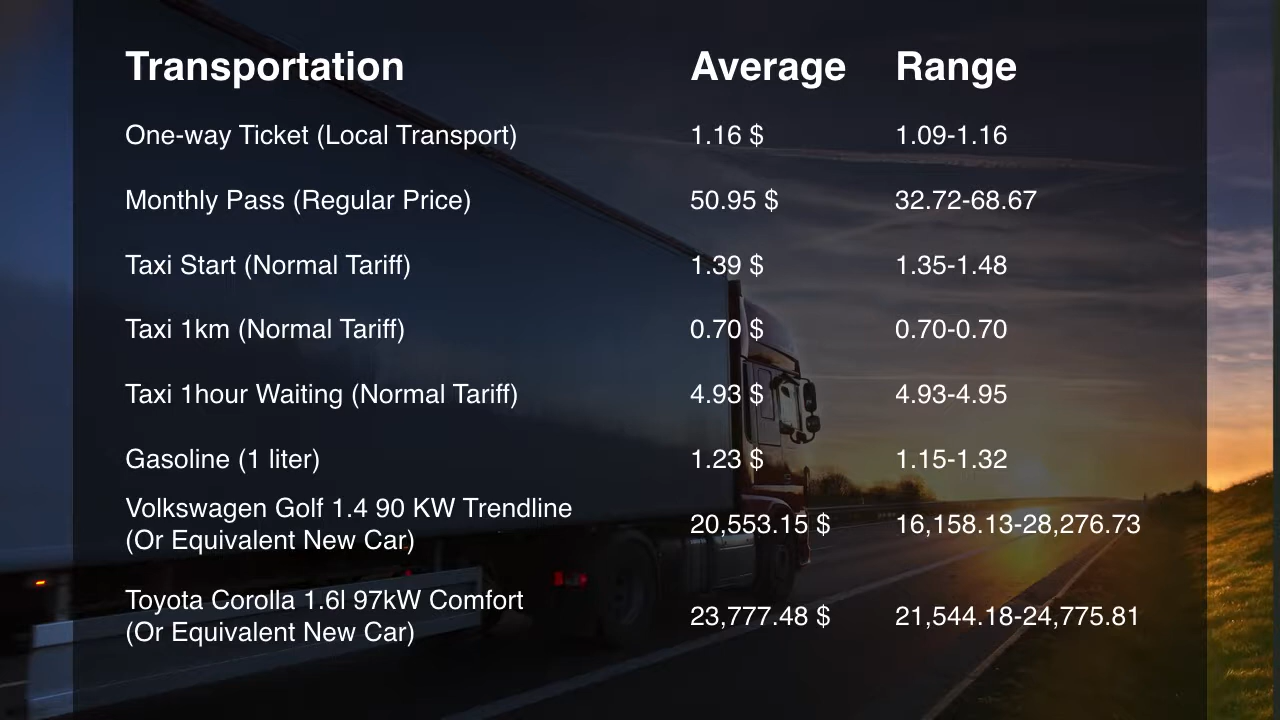 Transportation Average Range
One-way Ticket (Local Transport) 1.16 $ 1.09-1.16
Monthly Pass (Regular Price) 50.95 $ 32.72-68.67
Taxi Start (Normal Tariff) 1.39 $ 1.35-1.48
Taxi 1km (Normal Tariff) 0.70 $ 0.70-0.70
Taxi 1hour Waiting (Normal Tariff) 4.93 $ 4.93-4.95
Gasoline (1 liter) 1.23 $ 1.15-1.32
Volkswagen Golf 1.4 90 KW Trendline
(Or Equivalent New Car) 20,553.15 $ 16,158.13-28,276.73
Toyota Corolla 1.6l 97kW Comfort
(Or Equivalent New Car) 23,777.48 $ 21,544.18-24,775.81